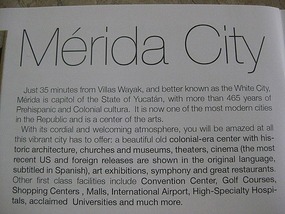 Mérida City
Just 35 minutes from Villas Wayak, and better known as the White City,
Mérida is capitol of the State of Yucatán, with more than 465 years of
Prehispanic and Colonial culture. It is now one of the most modern cities
in the Republic and is a center of the arts.
With its cordial and welcoming atmosphere, you will be amazed at all
this vibrant city has to offer: a beautiful old colonial-era center with his-
toric architecture, churches and museums, theaters, cinema (the most
recent US and foreign releases are shown in the original language,
subtitled in Spanish), art exhibitions, symphony and great restaurants.
Other first class facilities include Convention Center, Golf Courses,
Shopping Centers , Malls, International Airport, High-Specialty Hospi-
tals, acclaimed Universities and much more.